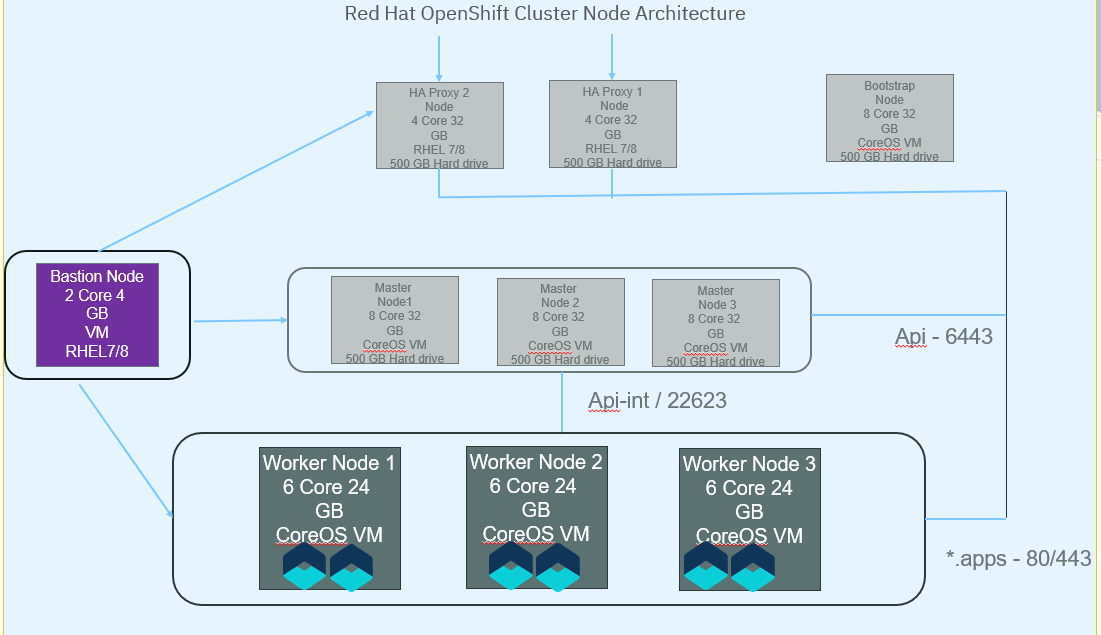 Red Hat OpenShift Cluster Node Architecture
HA Proxy 2
Node
4 Core 32
GB
RHEL 7/8
500 GB Hard drive
HA Proxy 1
Node
4 Core 32
GB
RHEL 7/8
500 GB Hard drive
Bootstrap
Node
8 Core 32
GB
CoreOS VM
500 GB Hard drive
Bastion Node
2 Core 4
GB
VM
RHEL7/8
Master
Node1
8 Core 32
GB
CoreOS VM
500 GB Hard drive
Master
Node 2
8 Core 32
GB
CoreOS VM
500 GB Hard drive
Master
Node 3
8 Core 32
GB
CoreOS VM
500 GB Hard drive
Api - 6443
Api-int / 22623
Worker Node 1
6 Core 24
GB
CoreOS VM
Worker Node 2
6 Core 24
GB
CoreOS VM
Worker Node 3
6 Core 24
GB
CoreOS VM
*.apps - 80/443